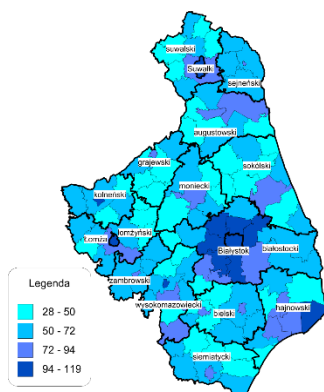 suwalski
Suwałki
sejneński
augustowski
grajewski
sokólski
kolneński
moniecki
Łomża
łomżyński
Białystok
białostocki
zambrowski
wysokomazowiecki
hajnowski
bielski
siemiatycki
Legenda
28 - 50
50 - 72
72 - 94
94 - 119